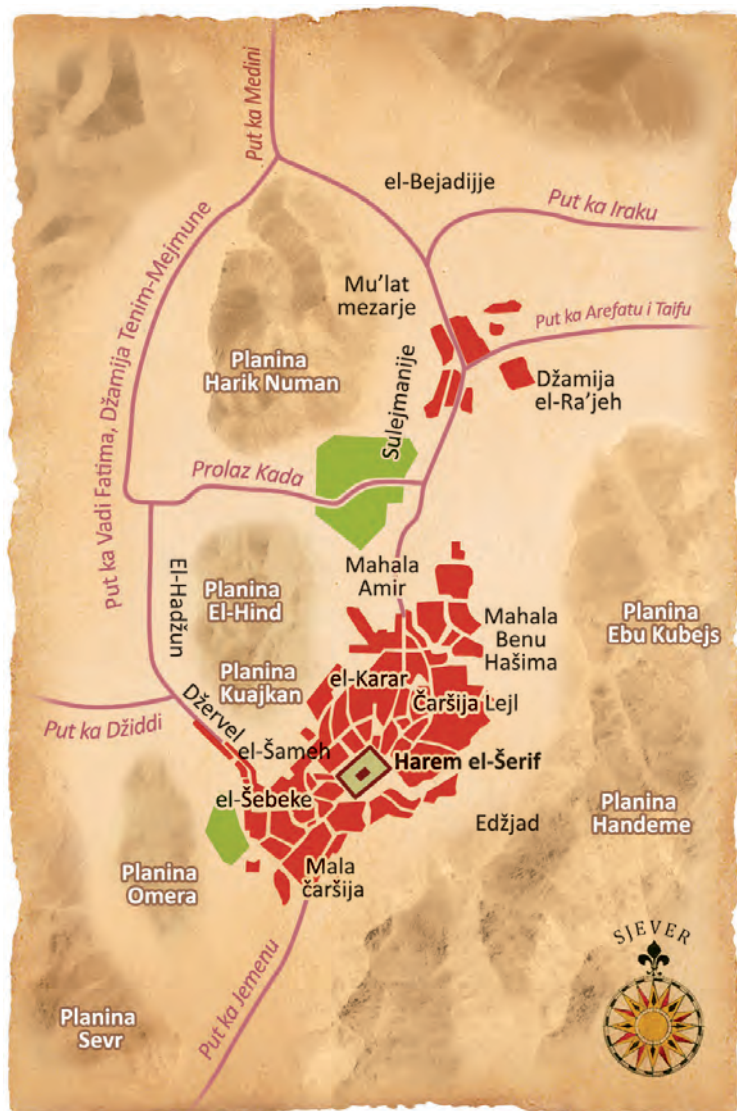 Put ka Medini
el-Bejadijje
Put ka Iraku
Mu'lat
mezarje
Put ka Arefatu i Taifu
Put ka Vadi Fatima, Džamija Tenim-Mejmune
Planina
Harik Numan
Sulejmanije
Džamija
el-Ra'jeh
Prolaz Kada
El-Hadžun
Mahala
Amir
Planina
El-Hind
Mahala
Benu
Hašima
Planina
Ebu Kubejs
Planina
Kuajkan
el-Karar
Čaršija Lejl
Put ka Džiddi
Džervel
el-Šameh
Harem el-Šerif
el-Šebeke
Edžjad
Planina
Handeme
Planina
Omera
Mala
čaršija
SJEVER
Planina
Sevr
Put ka Jemenu